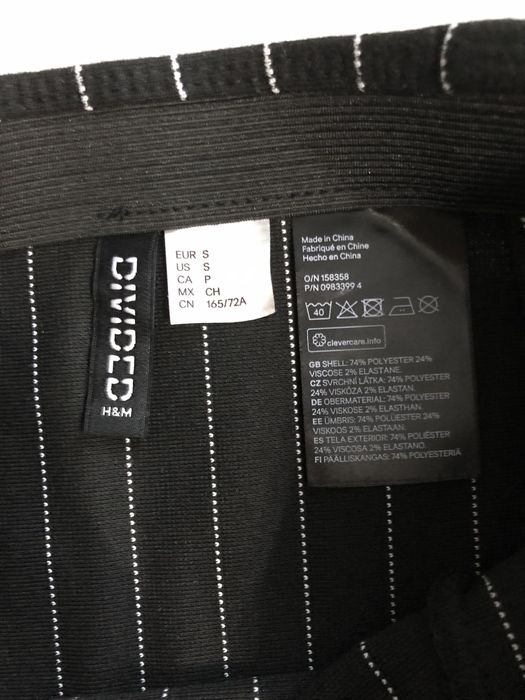 DIVIDED
H&M
EUR S
US S
CA P
MX CH
CN 165/72A
Made in China
Fabriqué en Chine
Hecho en China
O/N 158358
P/N 0983399 4
40
clevercare.info
GB SHELL: 74% POLYESTER 24%
VISCOSE 2% ELASTANE.
CZ SVRCHNÍ LÁTKA: 74% POLYESTER
24% VISKÓZA 2% ELASTAN.
DE OBERMATERIAL: 74% POLYESTER
24% VISKOSE 2% ELASTHAN.
EE ÜMBRIS: 74% POLÜESTER 24%
VISKOOS 2% ELASTAAN.
ES TELA EXTERIOR: 74% POLIÉSTER
24% VISCOSA 2% ELASTANO.
FI PÄÄLLISKANGAS: 74% POLYESTERIÄ